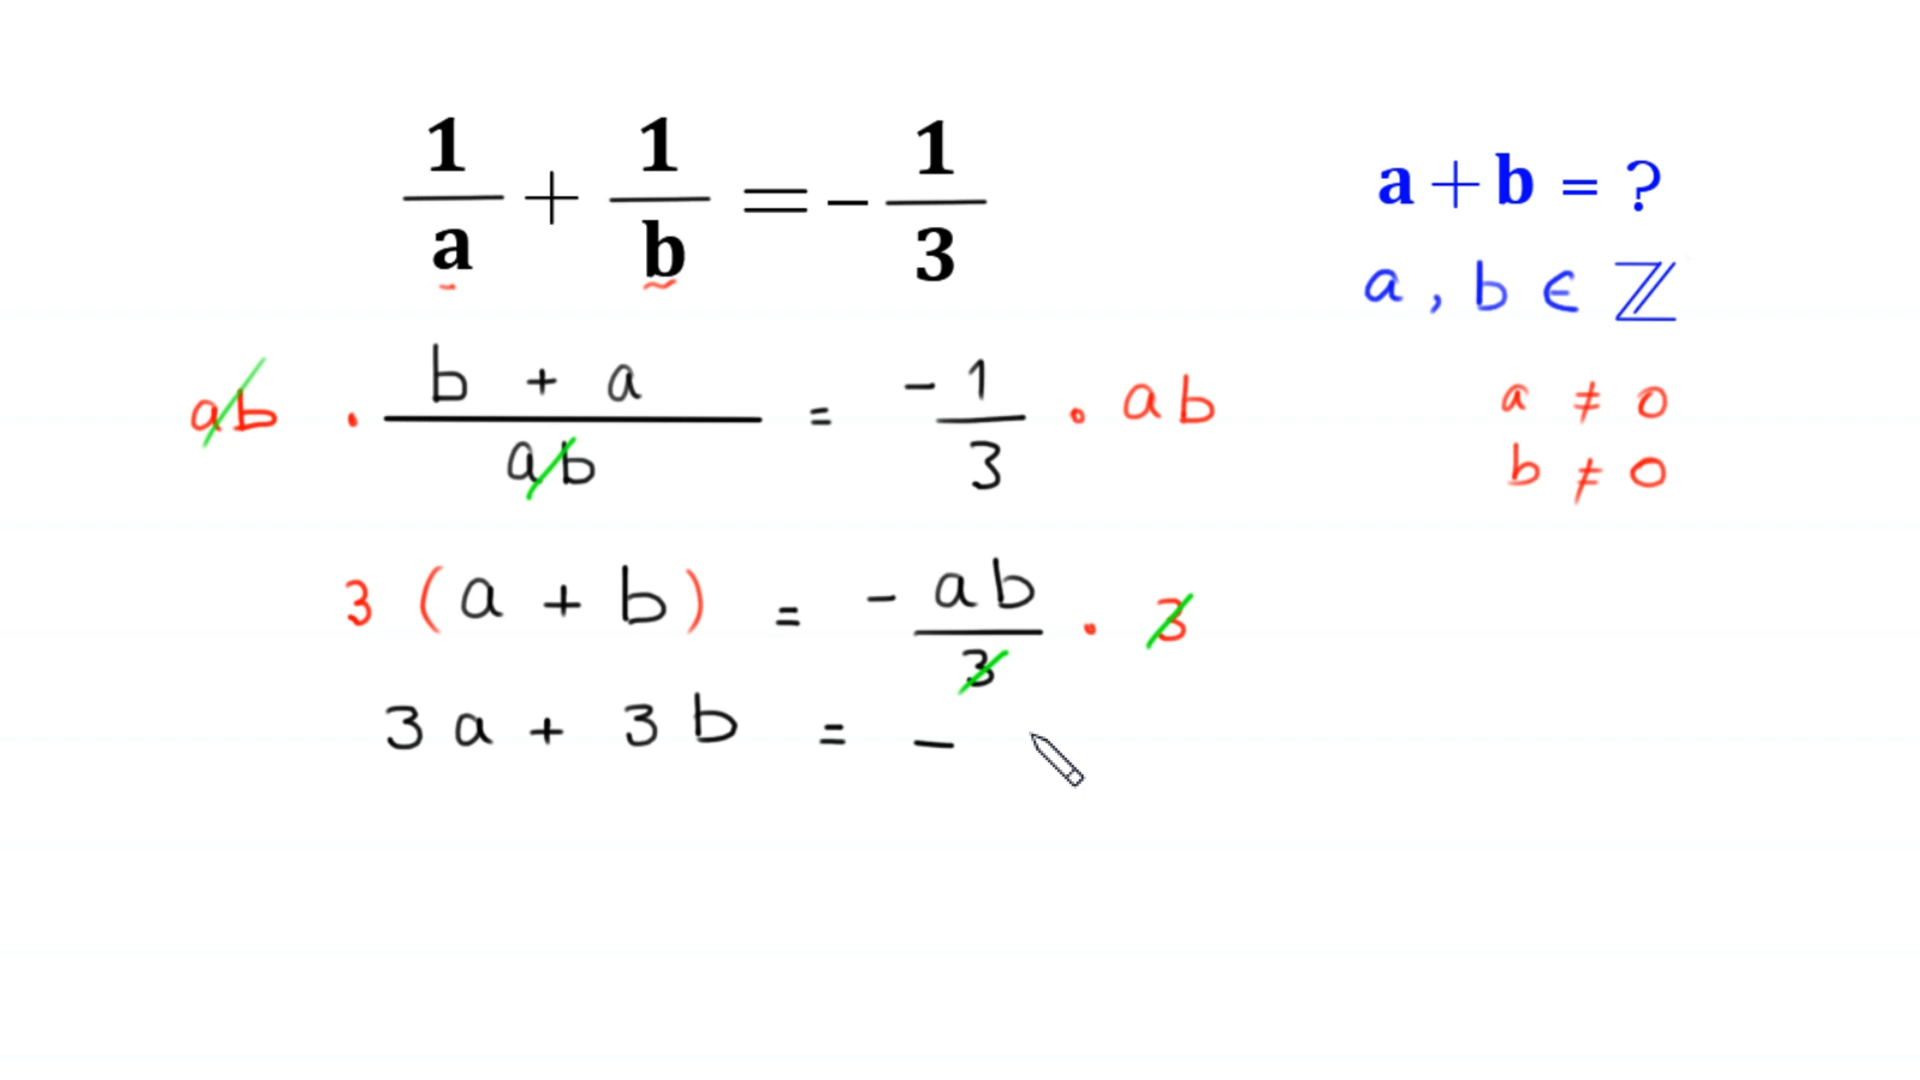 1/a + 1/b = - 1/3
a + b = ?
a , b ∈ ℤ
ab · (b + a)/ab = -1/3 · ab
a ≠ 0
b ≠ 0
3 (a + b) = - ab/3 · 3
3a + 3b = -